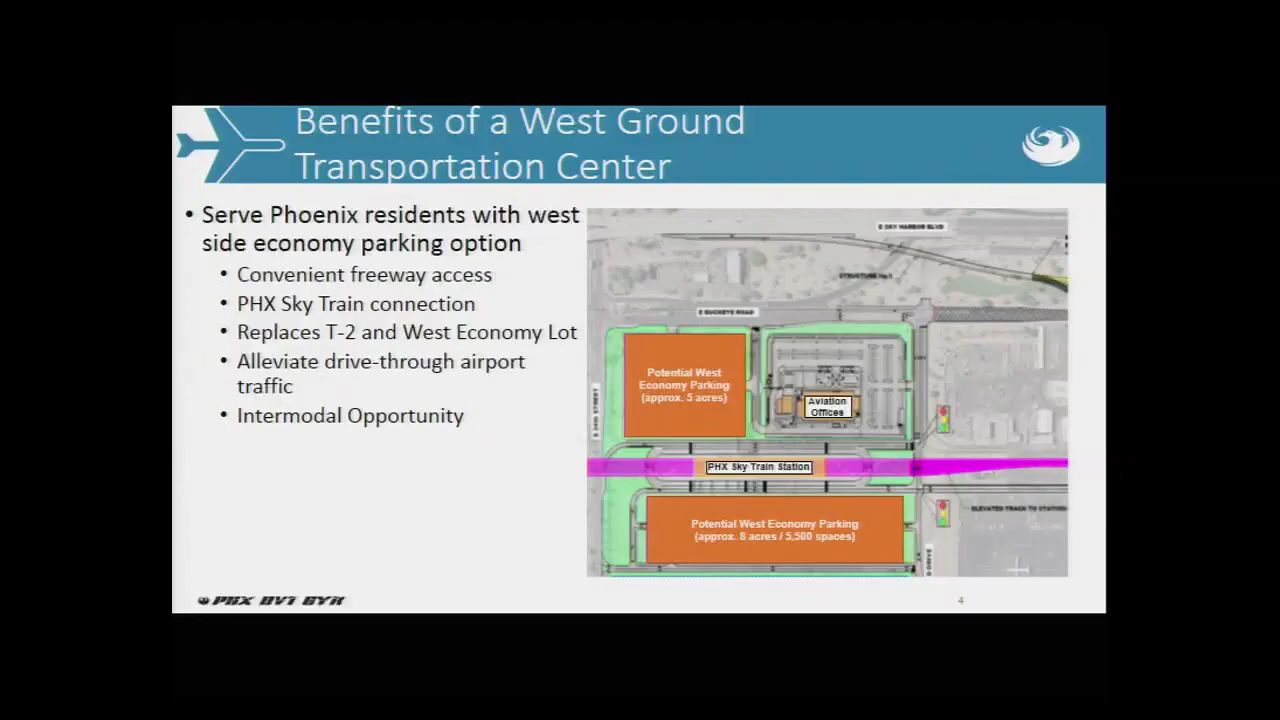 Benefits of a West Ground
Transportation Center
• Serve Phoenix residents with west
side economy parking option
• Convenient freeway access
• PHX Sky Train connection
• Replaces T-2 and West Economy Lot
• Alleviate drive-through airport
traffic
• Intermodal Opportunity
E SKY HARBOR BLVD
E BUCKEYE ROAD
Potential West
Economy Parking
(approx. 5 acres)
Aviation
Offices
S 24TH STREET
PHX Sky Train Station
Potential West Economy Parking
(approx. 8 acres / 5,500 spaces)
ELEVATED TRACK TO STATION
DRIVE
PHX DVT GYR
4